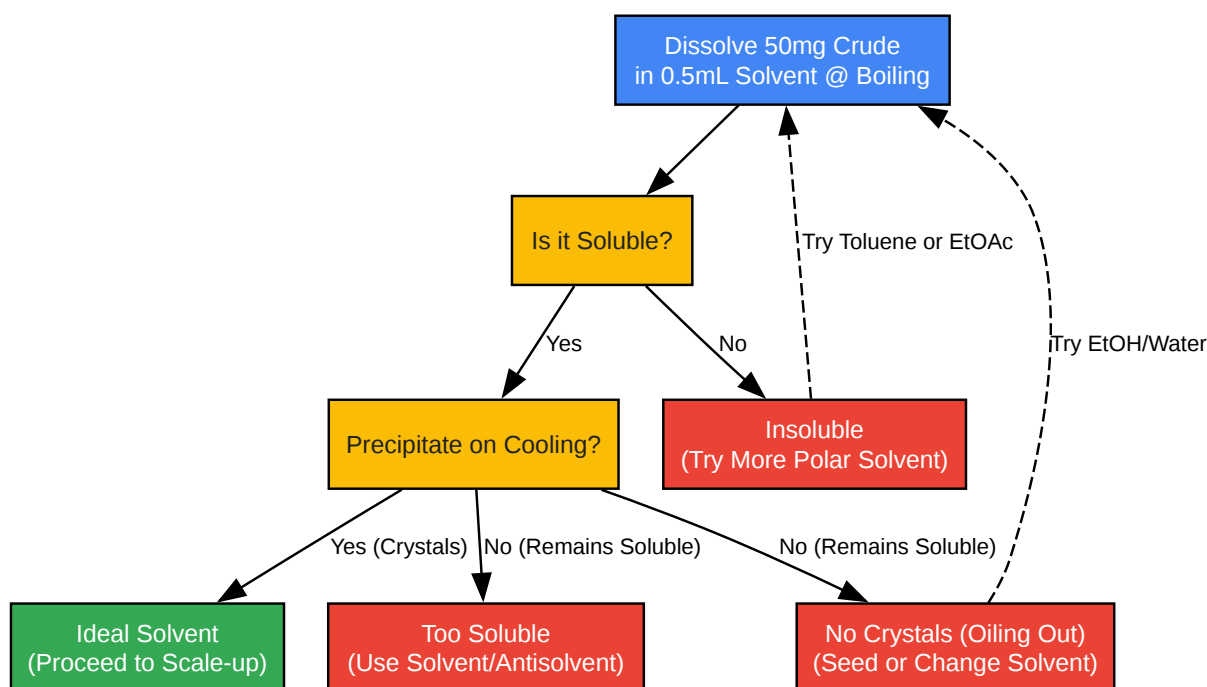 Dissolve 50mg Crude
in 0.5mL Solvent @ Boiling
Is it Soluble?
Try Toluene or EtOAc
Yes
No
Try EtOH/Water
Precipitate on Cooling?
Insoluble
(Try More Polar Solvent)
Yes (Crystals)
No (Remains Soluble)
No (Remains Soluble)
Ideal Solvent
(Proceed to Scale-up)
Too Soluble
(Use Solvent/Antisolvent)
No Crystals (Oiling Out)
(Seed or Change Solvent)